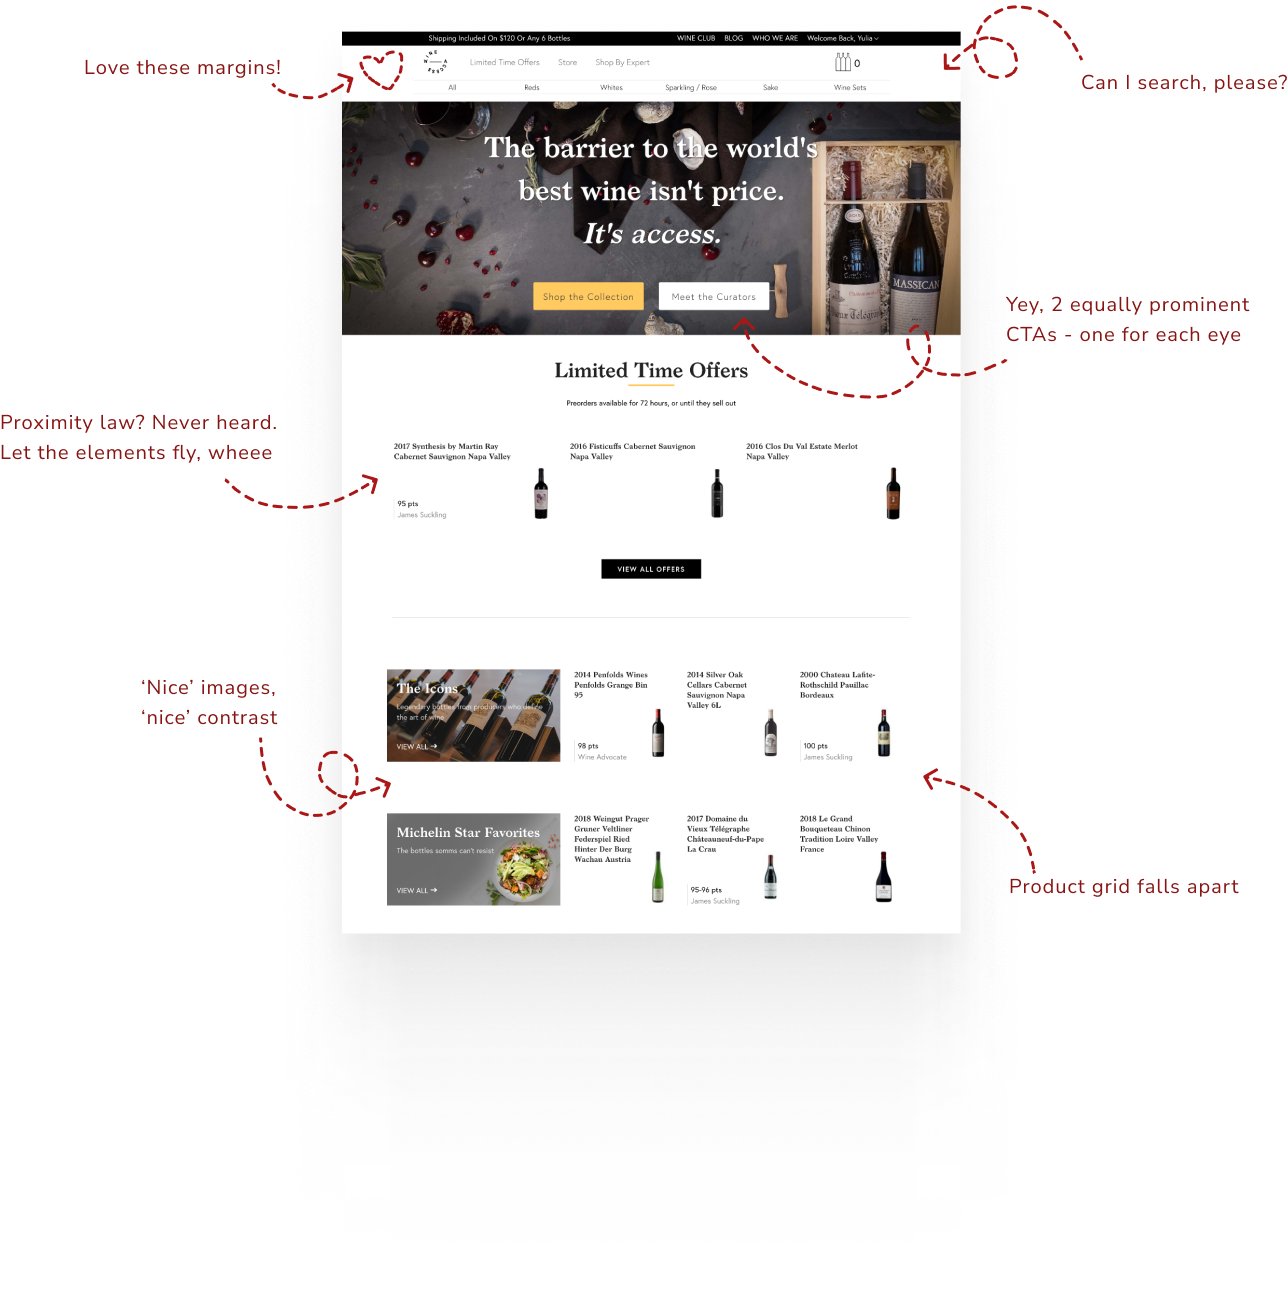 Shipping Included On $120 Or Any 6 Bottles
WINE CLUB BLOG WHO WE ARE Welcome Back, Yulia
Love these margins!
Can I search, please?
WINE ACCESS
Limited Time Offers Store Shop By Expert
0
All Reds Whites Sparkling / Rose Sake Wine Sets
The barrier to the world's
best wine isn't price.
It's access.
Shop the Collection Meet the Curators
MASSICAN
Yey, 2 equally prominent
CTAs - one for each eye
Limited Time Offers
Preorders available for 72 hours, or until they sell out
Proximity law? Never heard.
Let the elements fly, wheee
2017 Synthesis by Martin Ray
Cabernet Sauvignon Napa Valley
95 pts
James Suckling
2016 Fisticuffs Cabernet Sauvignon
Napa Valley
2016 Clos Du Val Estate Merlot
Napa Valley
VIEW ALL OFFERS
‘Nice’ images,
‘nice’ contrast
The Icons
Legendary bottles from producers who define
the art of wine
VIEW ALL →
2014 Penfolds Wines
Penfolds Grange Bin
95
98 pts
Wine Advocate
2014 Silver Oak
Cellars Cabernet
Sauvignon Napa
Valley 6L
2000 Chateau Lafite-
Rothschild Pauillac
Bordeaux
100 pts
James Suckling
Product grid falls apart
Michelin Star Favorites
The bottles somms can't resist
VIEW ALL →
2018 Weingut Prager
Gruner Veltliner
Federspiel Ried
Hinter Der Burg
Wachau Austria
2017 Domaine du
Vieux Télégraphe
Châteauneuf-du-Pape
La Crau
95-96 pts
James Suckling
2018 Le Grand
Bouqueteau Chinon
Tradition Loire Valley
France